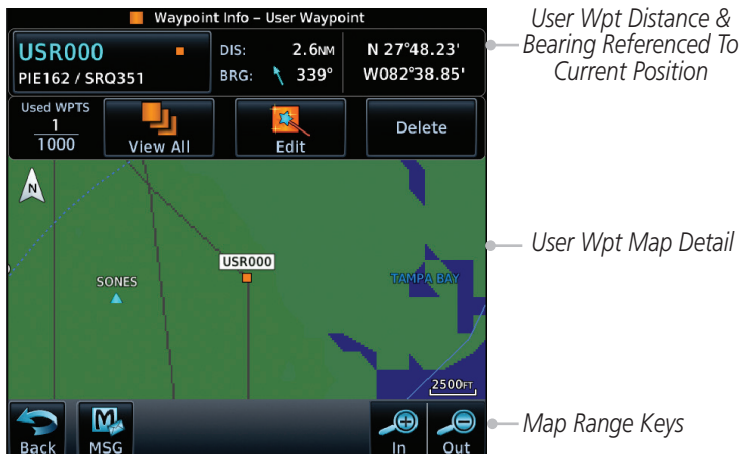 Waypoint Info – User Waypoint
USR000
PIE162 / SRQ351
DIS: 2.6NM
BRG: 339°
N 27°48.23'
W082°38.85'
User Wpt Distance &
Bearing Referenced To
Current Position
Used WPTS
1
1000
View All
Edit
Delete
N
USR000
SONES
TAMPA BAY
User Wpt Map Detail
2500FT
Back
MSG
In
Out
Map Range Keys